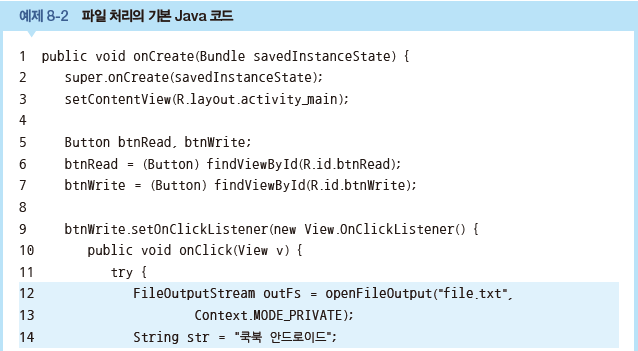 예제 8-2 파일 처리의 기본 Java 코드
1 public void onCreate(Bundle savedInstanceState) {
2 super.onCreate(savedInstanceState);
3 setContentView(R.layout.activity_main);
4
5 Button btnRead, btnWrite;
6 btnRead = (Button) findViewById(R.id.btnRead);
7 btnWrite = (Button) findViewById(R.id.btnWrite);
8
9 btnWrite.setOnClickListener(new View.OnClickListener() {
10 public void onClick(View v) {
11 try {
12 FileOutputStream outFs = openFileOutput("file.txt",
13 Context.MODE_PRIVATE);
14 String str = "쿡북 안드로이드";